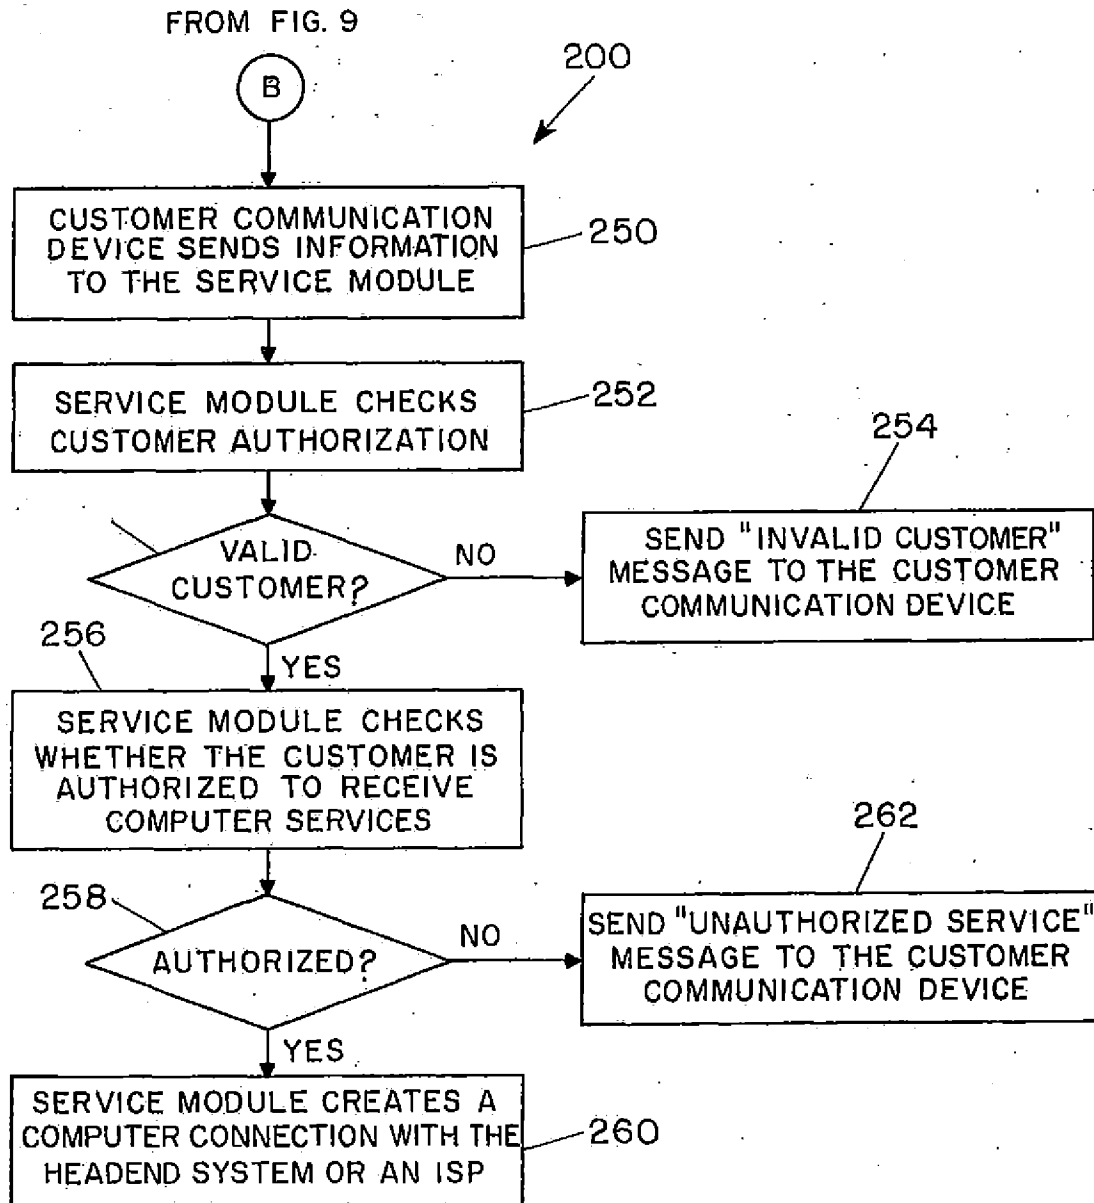 FROM FIG. 9
B
200
CUSTOMER COMMUNICATION
DEVICE SENDS INFORMATION
TO THE SERVICE MODULE
250
SERVICE MODULE CHECKS
CUSTOMER AUTHORIZATION
252
VALID
CUSTOMER?
NO
254
SEND "INVALID CUSTOMER"
MESSAGE TO THE CUSTOMER
COMMUNICATION DEVICE
YES
256
SERVICE MODULE CHECKS
WHETHER THE CUSTOMER IS
AUTHORIZED TO RECEIVE
COMPUTER SERVICES
258
AUTHORIZED?
NO
262
SEND "UNAUTHORIZED SERVICE"
MESSAGE TO THE CUSTOMER
COMMUNICATION DEVICE
YES
SERVICE MODULE CREATES A
COMPUTER CONNECTION WITH THE
HEADEND SYSTEM OR AN ISP
260